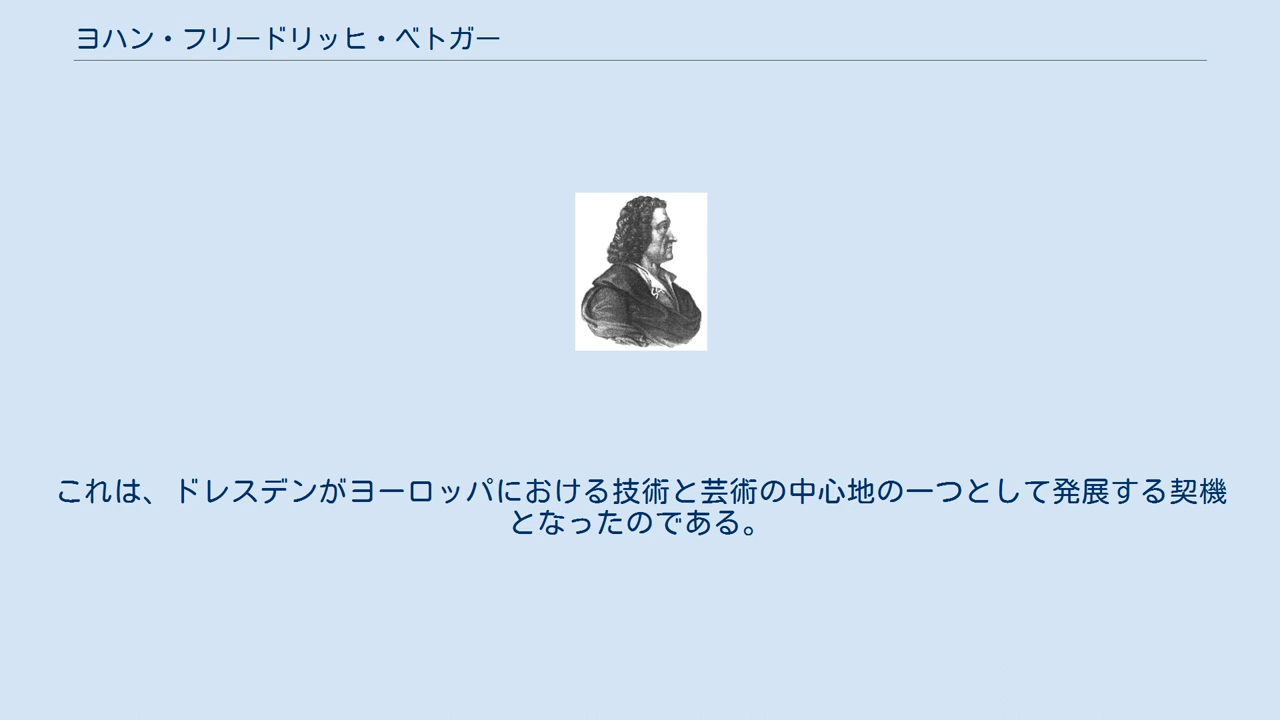 ヨハン・フリードリッヒ・ベトガー
これは、ドレスデンがヨーロッパにおける技術と芸術の中心地の一つとして発展する契機
となったのである。